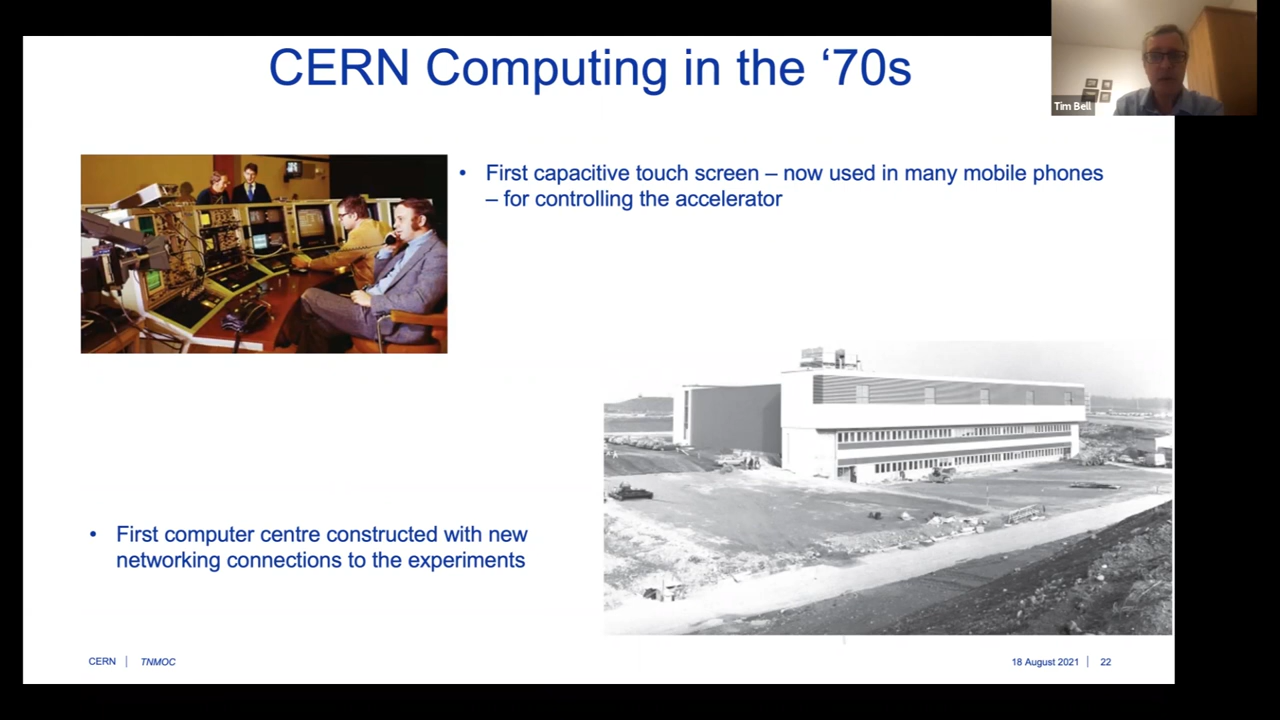 CERN Computing in the ‘70s
Tim Bell
• First capacitive touch screen – now used in many mobile phones
– for controlling the accelerator
• First computer centre constructed with new
networking connections to the experiments
CERN | TNMOC
18 August 2021 | 22